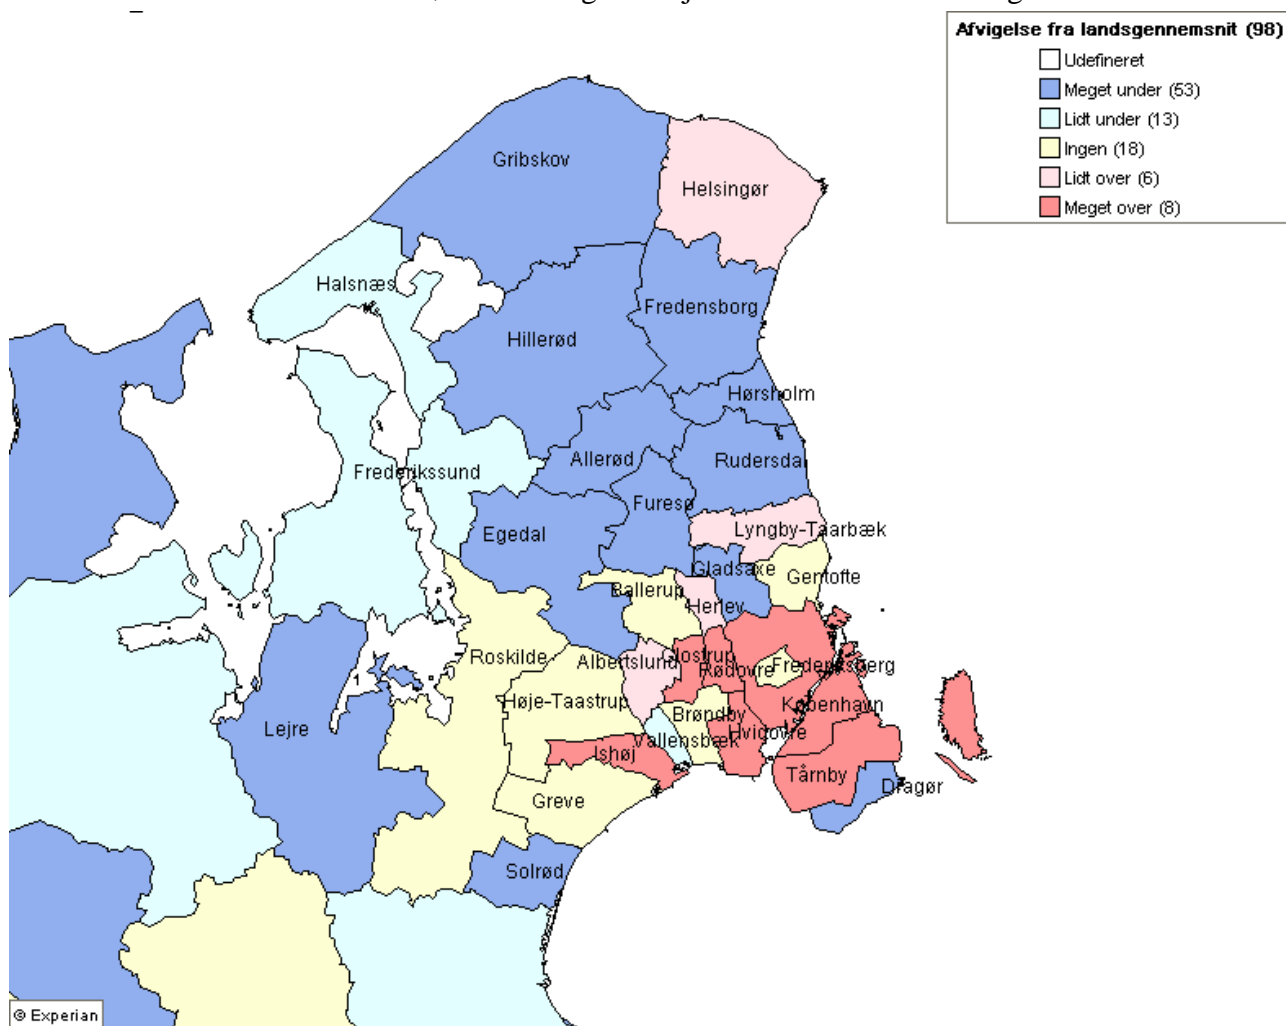 Afvigelse fra landsgennemsnit (98)
Udefineret
Meget under (53)
Lidt under (13)
Ingen (18)
Lidt over (6)
Meget over (8)
Gribskov
Helsingør
Halsnæs
Fredensborg
Hillerød
Hørsholm
Allerød
Rudersdal
Frederikssund
Furesø
Egedal
Lyngby-Taarbæk
Gladsaxe
Gentofte
Ballerup
Herlev
Roskilde
Albertslund
Glostrup
Rødovre
Frederiksberg
Høje-Taastrup
København
Brøndby
Hvidovre
Vallensbæk
Lejre
Ishøj
Tårnby
Dragør
Greve
Solrød
© Experian